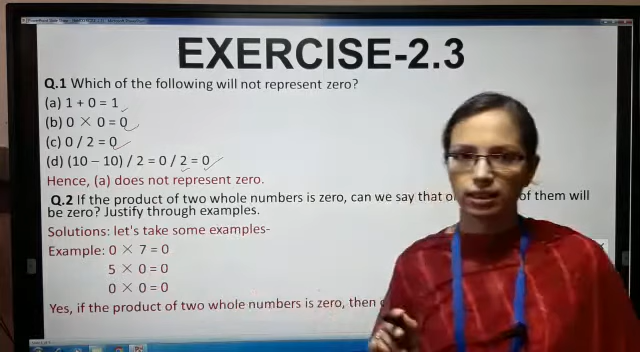 EXERCISE-2.3
Q.1 Which of the following will not represent zero?
(a) 1 + 0 = 1
(b) 0 × 0 = 0
(c) 0 / 2 = 0
(d) (10 – 10) / 2 = 0 / 2 = 0
Hence, (a) does not represent zero.
Q.2 If the product of two whole numbers is zero, can we say that of them will
be zero? Justify through examples.
Solutions: let's take some examples-
Example: 0 × 7 = 0
5 × 0 = 0
0 × 0 = 0
Yes, if the product of two whole numbers is zero, then